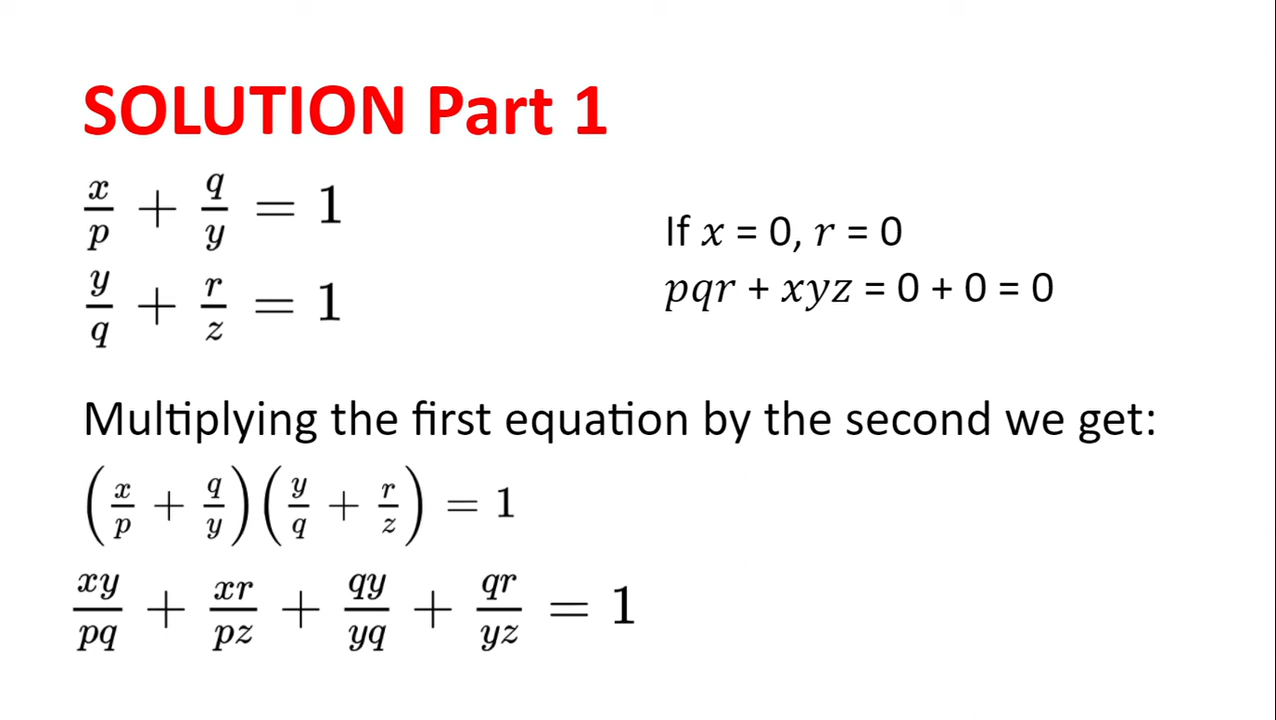 SOLUTION Part 1
x/p + q/y = 1
y/q + r/z = 1
If x = 0, r = 0
pqr + xyz = 0 + 0 = 0
Multiplying the first equation by the second we get:
(x/p + q/y)(y/q + r/z) = 1
xy/pq + xr/pz + qy/yq + qr/yz = 1